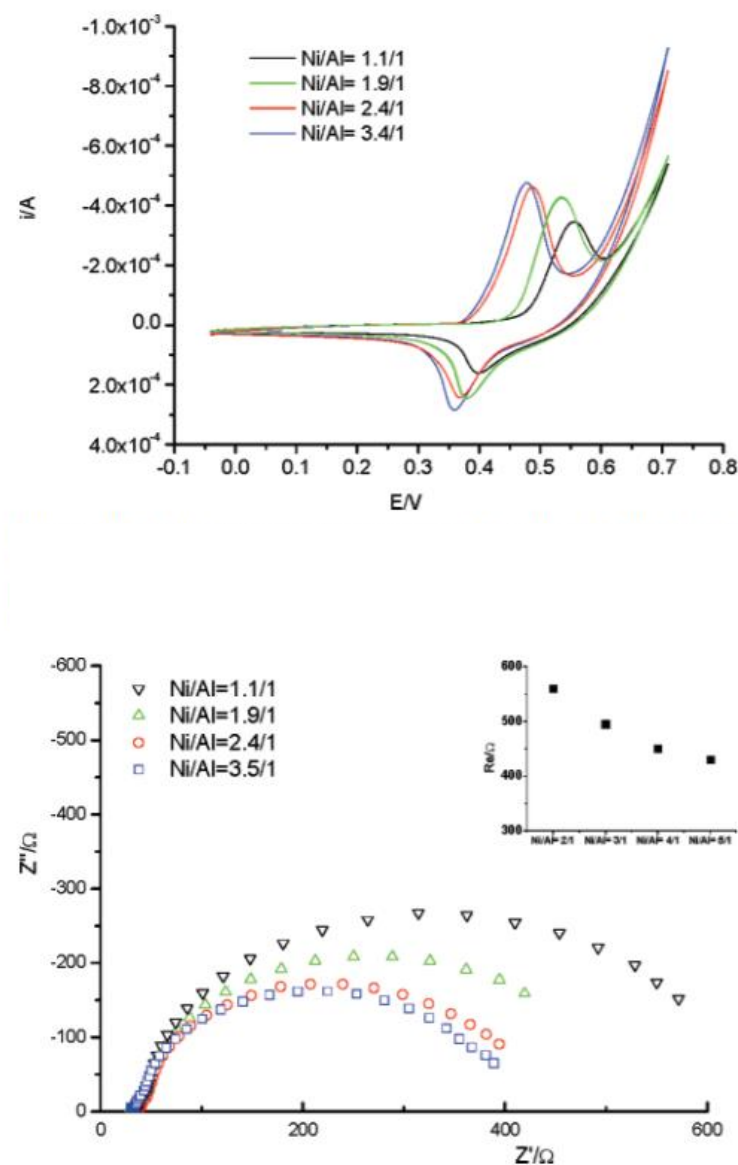 -1.0x10⁻³
-8.0x10⁻⁴
-6.0x10⁻⁴
-4.0x10⁻⁴
-2.0x10⁻⁴
0.0
2.0x10⁻⁴
4.0x10⁻⁴
i/A
Ni/Al= 1.1/1
Ni/Al= 1.9/1
Ni/Al= 2.4/1
Ni/Al= 3.4/1
-0.1 0.0 0.1 0.2 0.3 0.4 0.5 0.6 0.7 0.8
E/V
-600
-500
-400
-300
-200
-100
0
Z''/Ω
Ni/Al=1.1/1
Ni/Al=1.9/1
Ni/Al=2.4/1
Ni/Al=3.5/1
600
500
400
300
Re/Ω
Ni/Al= 2/1 Ni/Al= 3/1 Ni/Al= 4/1 Ni/Al= 5/1
0 200 400 600
Z'/Ω